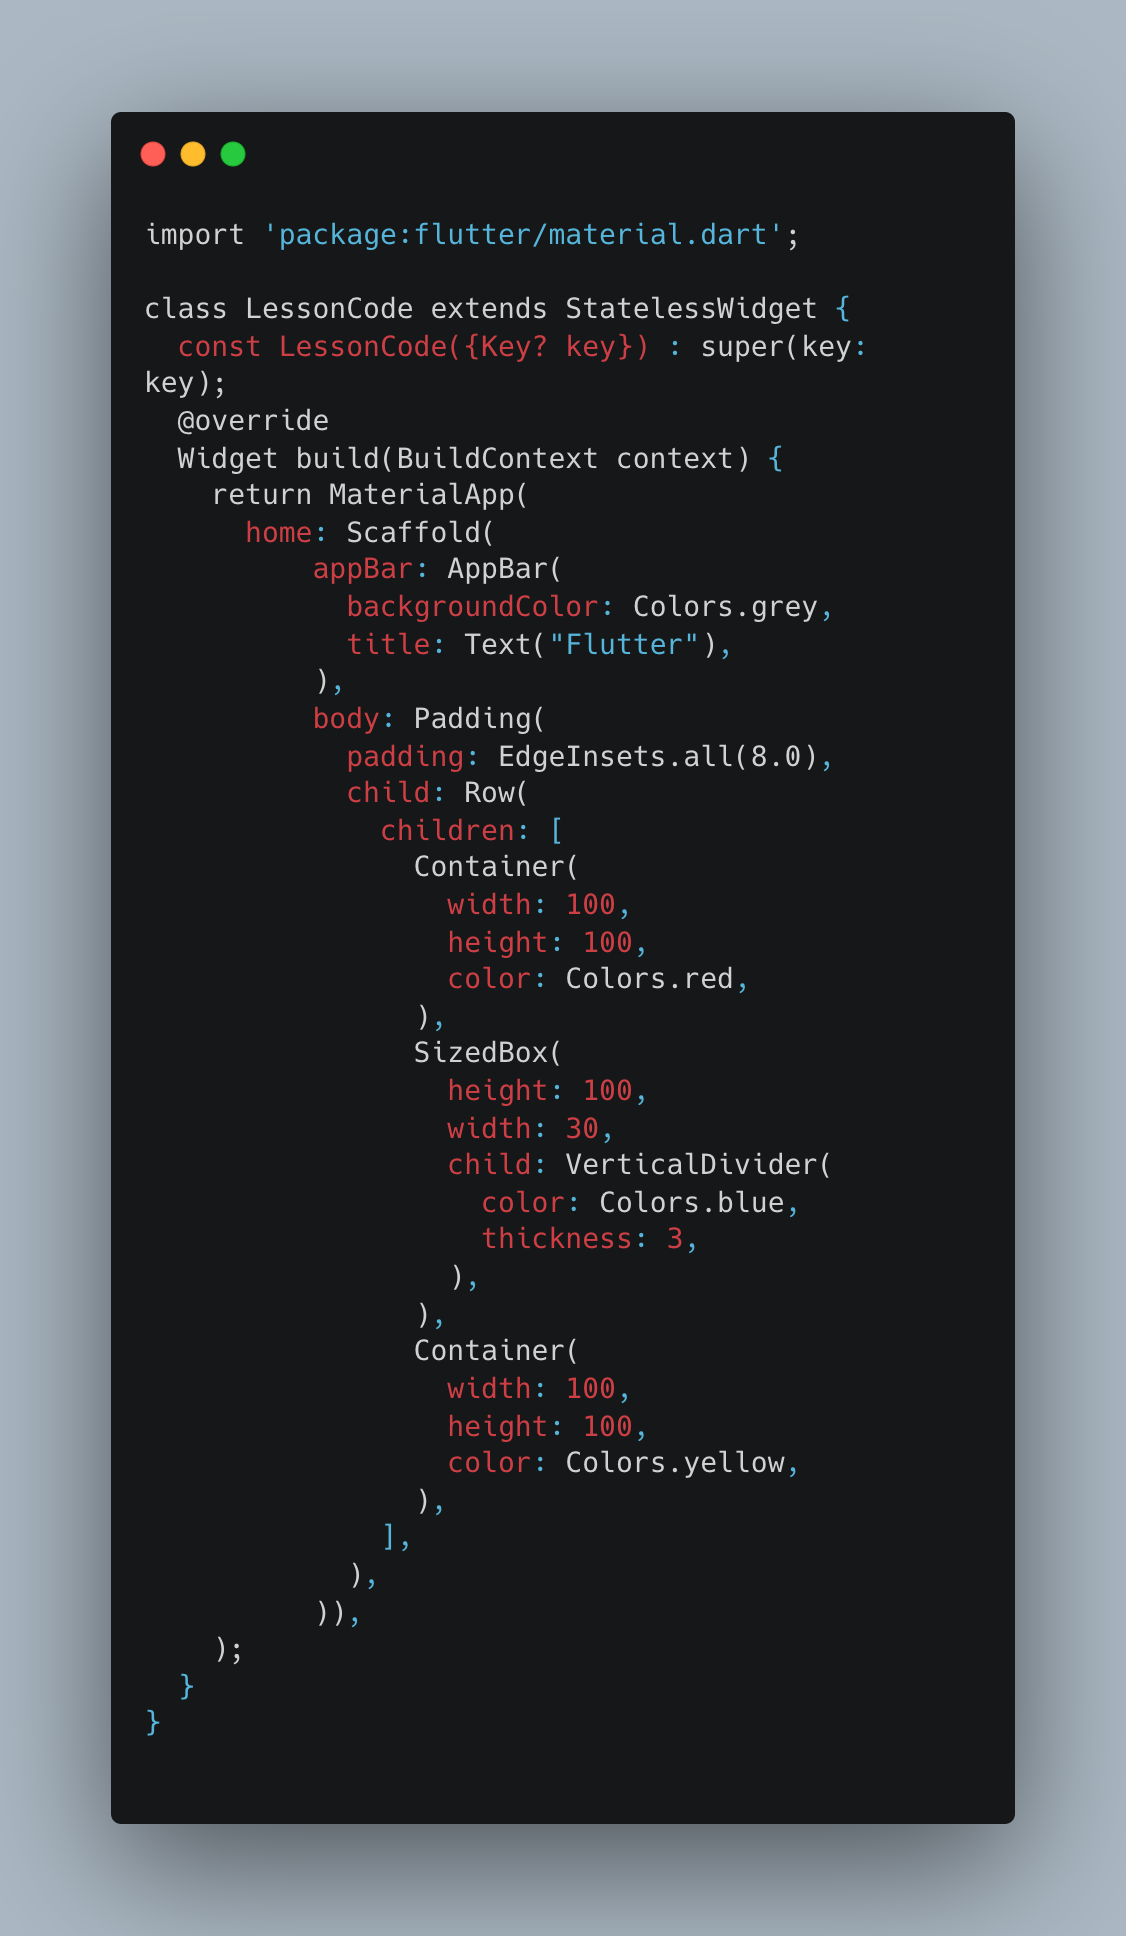 import 'package:flutter/material.dart';

class LessonCode extends StatelessWidget {
  const LessonCode({Key? key}) : super(key:
key);
  @override
  Widget build(BuildContext context) {
    return MaterialApp(
      home: Scaffold(
          appBar: AppBar(
            backgroundColor: Colors.grey,
            title: Text("Flutter"),
          ),
          body: Padding(
            padding: EdgeInsets.all(8.0),
            child: Row(
              children: [
                Container(
                  width: 100,
                  height: 100,
                  color: Colors.red,
                ),
                SizedBox(
                  height: 100,
                  width: 30,
                  child: VerticalDivider(
                    color: Colors.blue,
                    thickness: 3,
                  ),
                ),
                Container(
                  width: 100,
                  height: 100,
                  color: Colors.yellow,
                ),
              ],
            ),
          )),
    );
  }
}